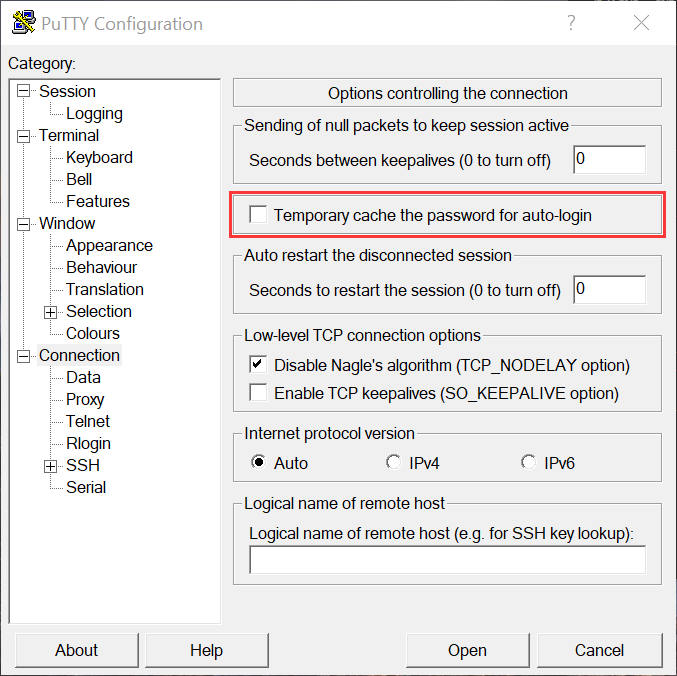 PuTTY Configuration
?
Category:
Session
Logging
Terminal
Keyboard
Bell
Features
Window
Appearance
Behaviour
Translation
Selection
Colours
Connection
Data
Proxy
Telnet
Rlogin
SSH
Serial
Options controlling the connection
Sending of null packets to keep session active
Seconds between keepalives (0 to turn off) 0
Temporary cache the password for auto-login
Auto restart the disconnected session
Seconds to restart the session (0 to turn off) 0
Low-level TCP connection options
Disable Nagle's algorithm (TCP_NODELAY option)
Enable TCP keepalives (SO_KEEPALIVE option)
Internet protocol version
Auto IPv4 IPv6
Logical name of remote host
Logical name of remote host (e.g. for SSH key lookup):
About Help Open Cancel